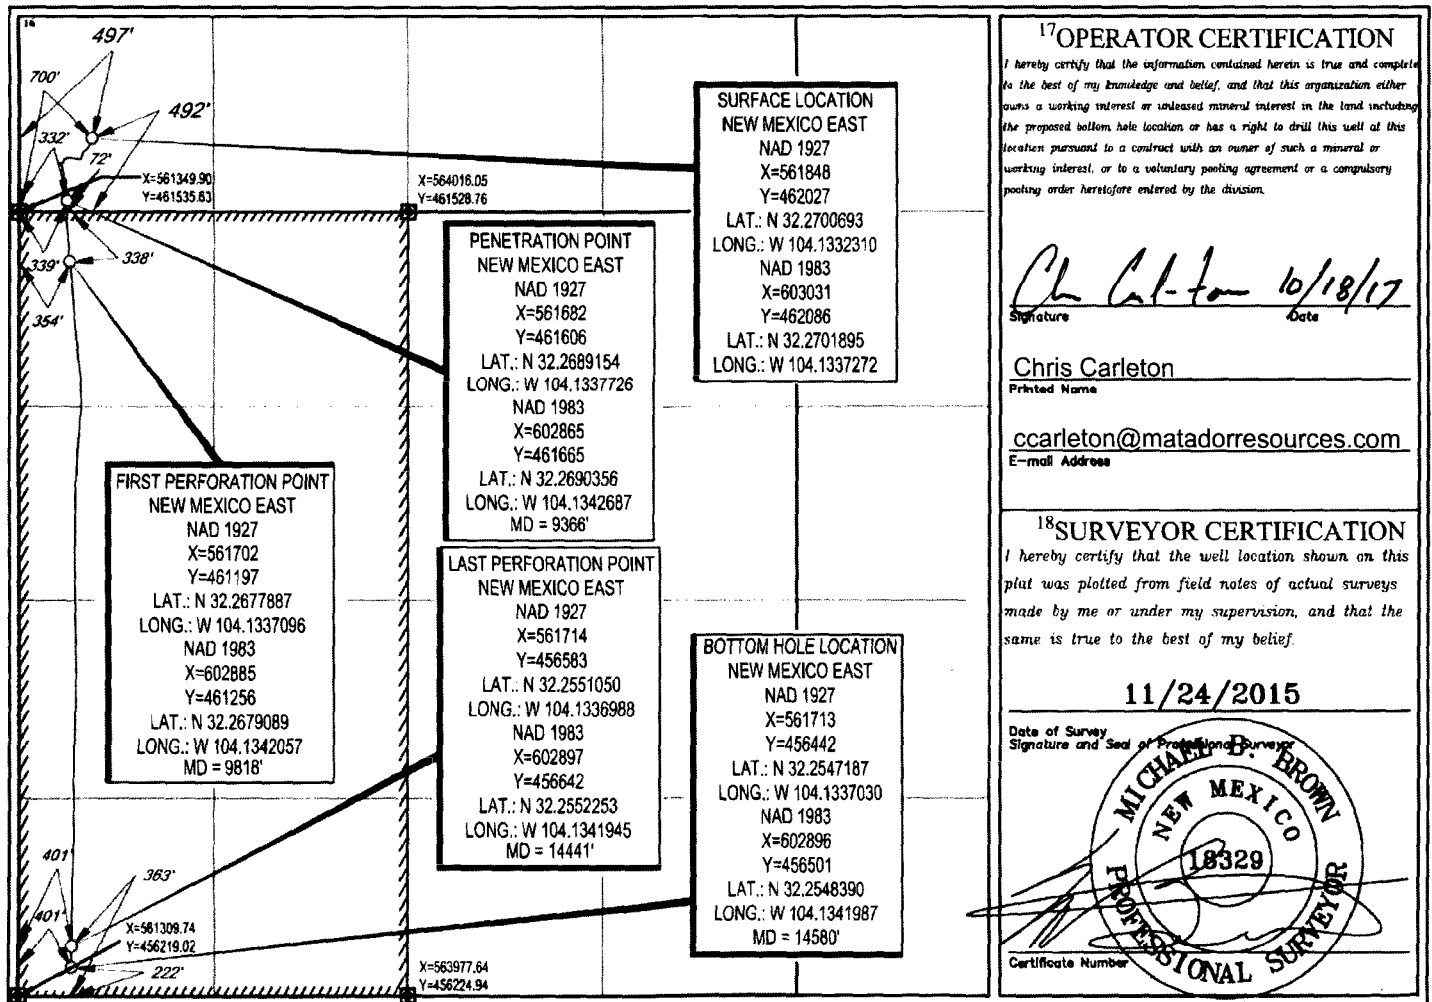 16
497'
700'
492'
332'
72'
X=561349.90
Y=461535.63
X=564016.05
Y=461528.76
339'
338'
354'
SURFACE LOCATION
NEW MEXICO EAST
NAD 1927
X=561848
Y=462027
LAT.: N 32.2700693
LONG.: W 104.1332310
NAD 1983
X=603031
Y=462086
LAT.: N 32.2701895
LONG.: W 104.1337272
PENETRATION POINT
NEW MEXICO EAST
NAD 1927
X=561682
Y=461606
LAT.: N 32.2689154
LONG.: W 104.1337726
NAD 1983
X=602865
Y=461665
LAT.: N 32.2690356
LONG.: W 104.1342687
MD = 9366'
FIRST PERFORATION POINT
NEW MEXICO EAST
NAD 1927
X=561702
Y=461197
LAT.: N 32.2677887
LONG.: W 104.1337096
NAD 1983
X=602885
Y=461256
LAT.: N 32.2679089
LONG.: W 104.1342057
MD = 9818'
LAST PERFORATION POINT
NEW MEXICO EAST
NAD 1927
X=561714
Y=456583
LAT.: N 32.2551050
LONG.: W 104.1336988
NAD 1983
X=602897
Y=456642
LAT.: N 32.2552253
LONG.: W 104.1341945
MD = 14441'
BOTTOM HOLE LOCATION
NEW MEXICO EAST
NAD 1927
X=561713
Y=456442
LAT.: N 32.2547187
LONG.: W 104.1337030
NAD 1983
X=602896
Y=456501
LAT.: N 32.2548390
LONG.: W 104.1341987
MD = 14580'
401'
363'
401'
X=561309.74
Y=456219.02
222'
X=563977.64
Y=456224.94
17OPERATOR CERTIFICATION
I hereby certify that the information contained herein is true and complete
to the best of my knowledge and belief, and that this organization either
owns a working interest or unleased mineral interest in the land including
the proposed bottom hole location or has a right to drill this well at this
location pursuant to a contract with an owner of such a mineral or
working interest, or to a voluntary pooling agreement or a compulsory
pooling order heretofore entered by the division.
10/18/17
Signature Date
Chris Carleton
Printed Name
ccarleton@matadorresources.com
E-mail Address
18SURVEYOR CERTIFICATION
I hereby certify that the well location shown on this
plat was plotted from field notes of actual surveys
made by me or under my supervision, and that the
same is true to the best of my belief.
11/24/2015
Date of Survey
Signature and Seal of Professional Surveyor
MICHAEL B. BROWN
NEW MEXICO
18329
PROFESSIONAL SURVEYOR
Certificate Number